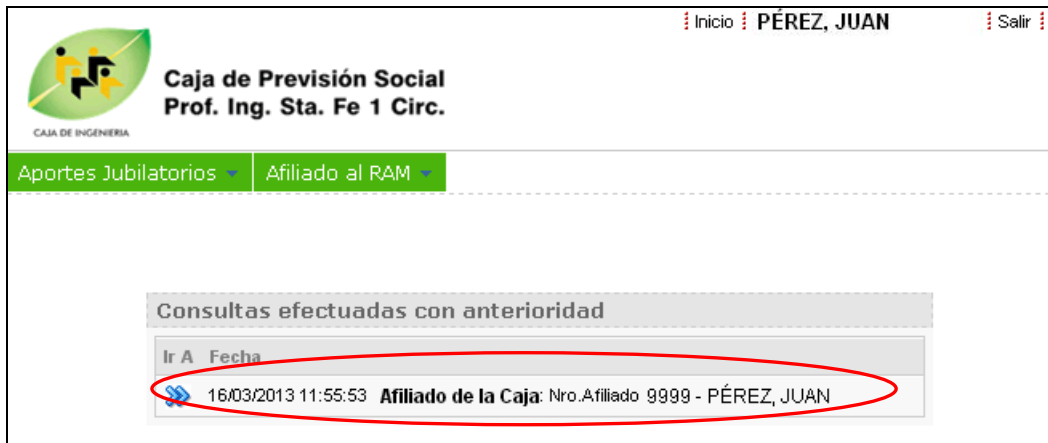 Inicio PÉREZ, JUAN Salir
Caja de Previsión Social
Prof. Ing. Sta. Fe 1 Circ.
CAJA DE INGENIERIA
Aportes Jubilatorios Afiliado al RAM
Consultas efectuadas con anterioridad
Ir A Fecha
16/03/2013 11:55:53 Afiliado de la Caja: Nro.Afiliado 9999 - PÉREZ, JUAN